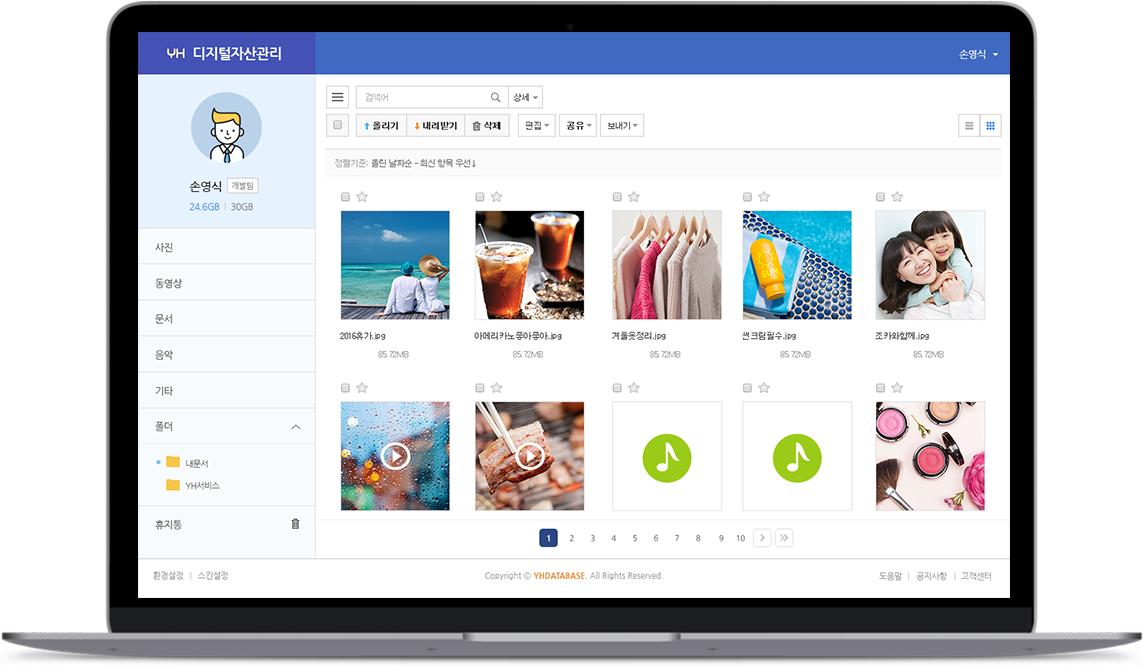 YH 디지털자산관리
손영식
손영식 개발팀
24.6GB | 30GB
사진
동영상
문서
음악
기타
폴더
내문서
YH서비스
휴지통
검색어
상세
올리기
내려받기
삭제
편집
공유
보내기
정렬기준: 올린 날짜순 - 최신 항목 우선↓
2016휴가.jpg
85.72MB
아메리카노좋아좋아.jpg
85.72MB
겨울옷정리.jpg
85.72MB
썬크림필수.jpg
85.72MB
SUN
조카와함께.jpg
85.72MB
1 2 3 4 5 6 7 8 9 10
환경설정 | 스킨설정
Copyright ⓒ YHDATABASE. All Rights Reserved.
도움말 | 공지사항 | 고객센터